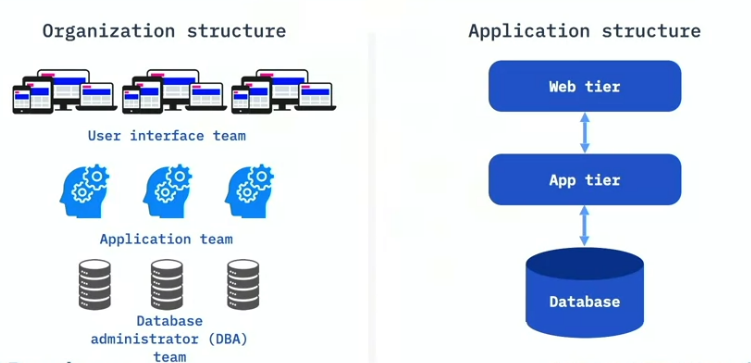 Organization structure
User interface team
Application team
Database
administrator (DBA)
team
Application structure
Web tier
App tier
Database